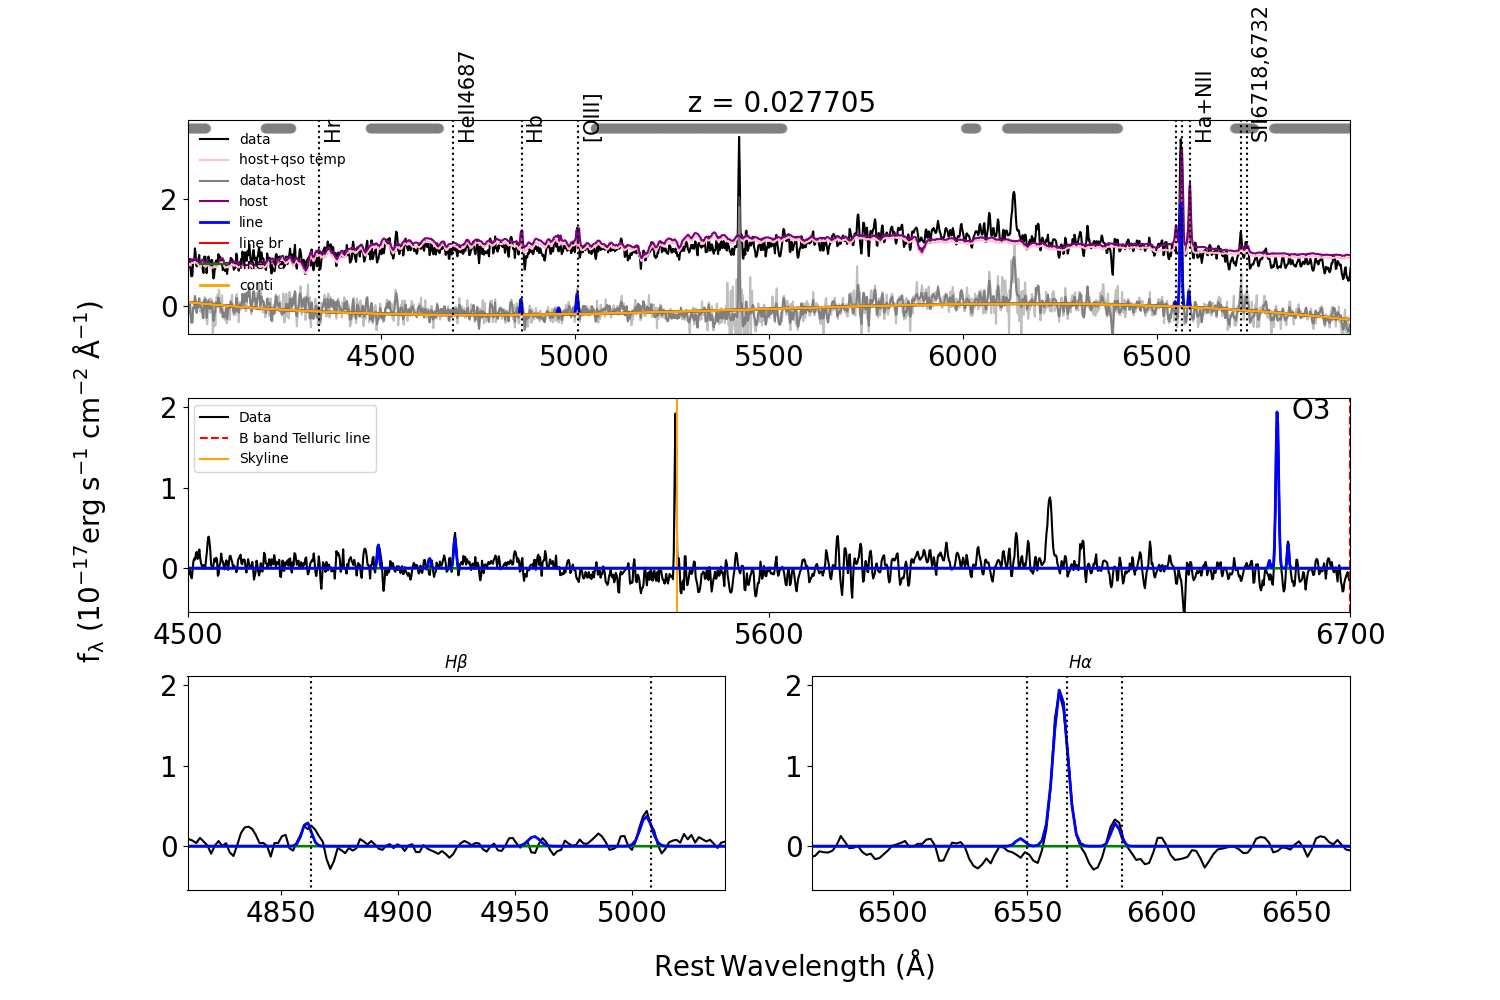 z = 0.027705
Hr
HeII4687
Hb
[OIII]
Ha+NII
SII6718,6732
data
host+qso temp
data-host
host
line
line br
conti
2
0
4500 5000 5500 6000 6500
Data
B band Telluric line
Skyline
O3
2
1
0
4500 5600 6700
fλ (10⁻¹⁷erg s⁻¹ cm⁻² Å⁻¹)
Hβ
2
1
0
4850 4900 4950 5000
Hα
2
1
0
6500 6550 6600 6650
Rest Wavelength (Å)